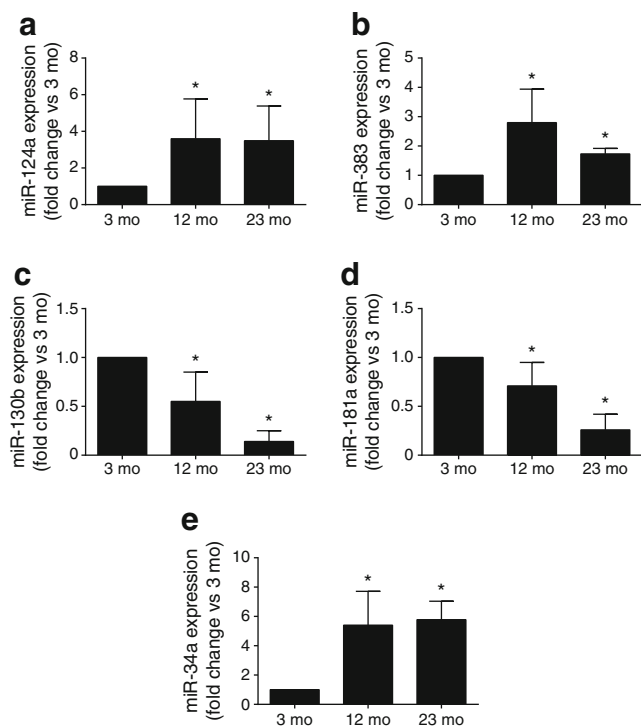 a
miR-124a expression
(fold change vs 3 mo)
8
6
4
2
0
*
*
3 mo 12 mo 23 mo
b
miR-383 expression
(fold change vs 3 mo)
5
4
3
2
1
0
*
*
3 mo 12 mo 23 mo
c
miR-130b expression
(fold change vs 3 mo)
1.5
1.0
0.5
0
*
*
3 mo 12 mo 23 mo
d
miR-181a expression
(fold change vs 3 mo)
1.5
1.0
0.5
0
*
*
3 mo 12 mo 23 mo
e
miR-34a expression
(fold change vs 3 mo)
10
8
6
4
2
0
*
*
3 mo 12 mo 23 mo